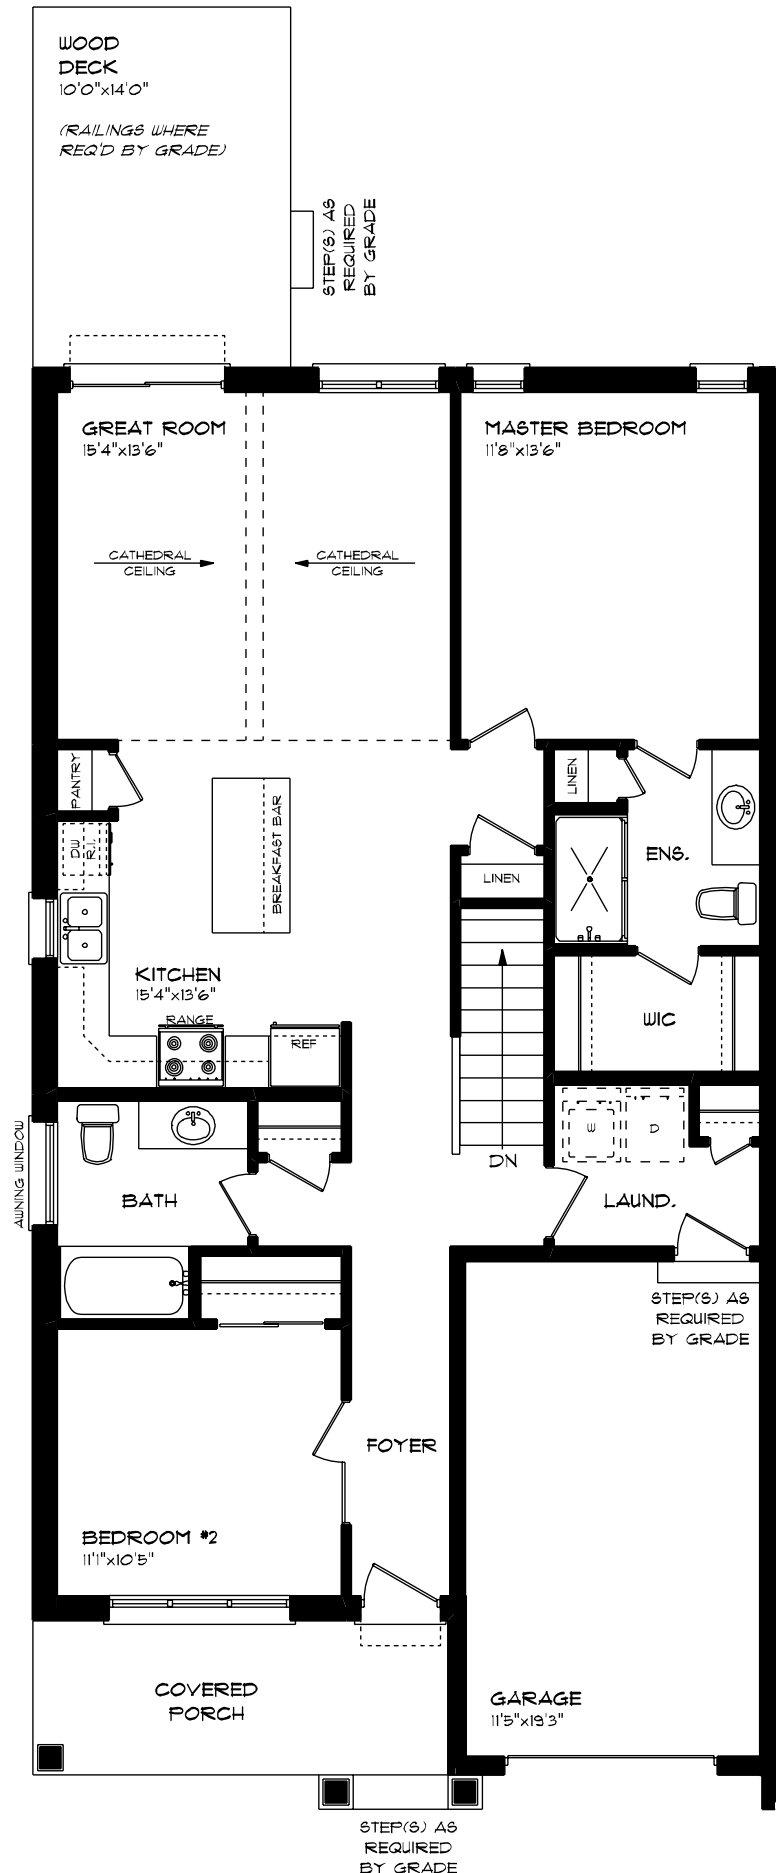 WOOD
DECK
10'0"x14'0"
(RAILINGS WHERE
REQ'D BY GRADE)
STEP(S) AS
REQUIRED
BY GRADE
GREAT ROOM
15'4"x13'6"
MASTER BEDROOM
11'8"x13'6"
CATHEDRAL
CEILING
CATHEDRAL
CEILING
PANTRY
LINEN
DW
R.I.
BREAKFAST BAR
ENS.
LINEN
KITCHEN
15'4"x13'6"
RANGE
REF
WIC
AWNING WINDOW
W
D
DN
BATH
LAUND.
STEP(S) AS
REQUIRED
BY GRADE
FOYER
BEDROOM #2
11'1"x10'5"
COVERED
PORCH
GARAGE
11'5"x19'3"
STEP(S) AS
REQUIRED
BY GRADE